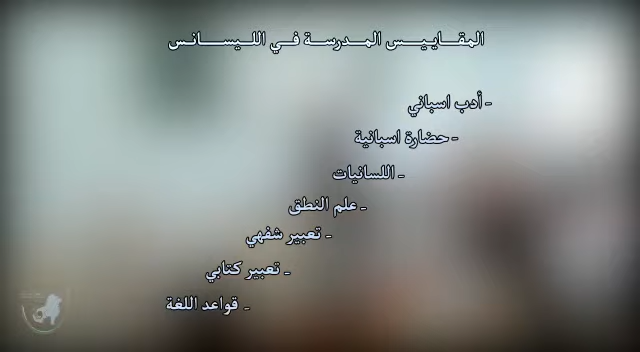 المقاييس المدرسة في الليسانس
- أدب اسباني
- حضارة اسبانية
- اللسانيات
- علم النطق
- تعبير شفهي
- تعبير كتابي
- قواعد اللغة